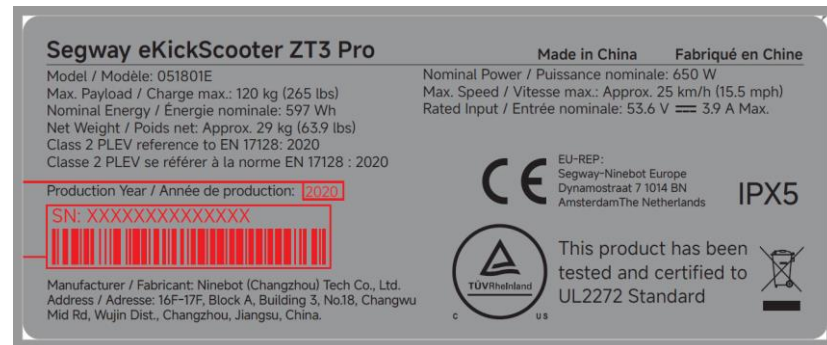 Segway eKickScooter ZT3 Pro
Made in China Fabriqué en Chine
Model / Modèle: 051801E
Max. Payload / Charge max.: 120 kg (265 lbs)
Nominal Energy / Énergie nominale: 597 Wh
Net Weight / Poids net: Approx. 29 kg (63.9 lbs)
Class 2 PLEV reference to EN 17128: 2020
Classe 2 PLEV se référer à la norme EN 17128 : 2020
Nominal Power / Puissance nominale: 650 W
Max. Speed / Vitesse max.: Approx. 25 km/h (15.5 mph)
Rated Input / Entrée nominale: 53.6 V 3.9 A Max.
Production Year / Année de production: 2020
SN: XXXXXXXXXXXXXX
Manufacturer / Fabricant: Ninebot (Changzhou) Tech Co., Ltd.
Address / Adresse: 16F-17F, Block A, Building 3, No.18, Changwu
Mid Rd, Wujin Dist., Changzhou, Jiangsu, China.
CE
EU-REP:
Segway-Ninebot Europe
Dynamostraat 7 1014 BN
AmsterdamThe Netherlands
IPX5
TÜVRheinland
C US
This product has been
tested and certified to
UL2272 Standard